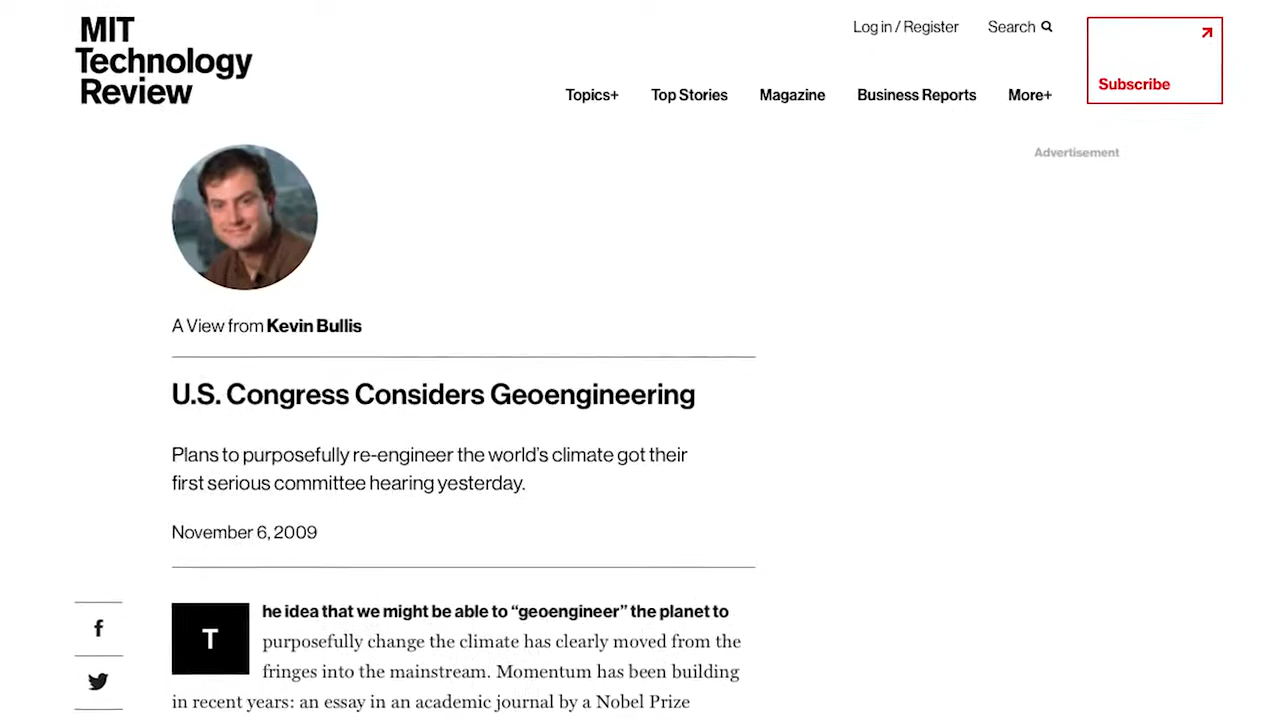 MIT
Technology
Review
Log in / Register
Search
Subscribe
Topics+
Top Stories
Magazine
Business Reports
More+
Advertisement
A View from Kevin Bullis
U.S. Congress Considers Geoengineering
Plans to purposefully re-engineer the world's climate got their
first serious committee hearing yesterday.
November 6, 2009
The idea that we might be able to “geoengineer” the planet to
purposefully change the climate has clearly moved from the
fringes into the mainstream. Momentum has been building
in recent years: an essay in an academic journal by a Nobel Prize